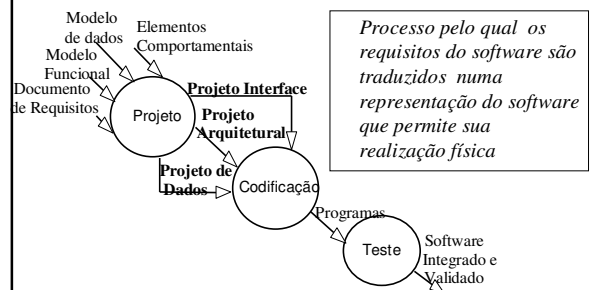 Modelo
de dados
Elementos
Comportamentais
Modelo
Funcional
Documento
de Requisitos
Projeto
Projeto Interface
Projeto
Arquitetural
Projeto de
Dados
Codificação
Programas
Teste
Software
Integrado e
Validado
Processo pelo qual os
requisitos do software são
traduzidos numa
representação do software
que permite sua
realização física